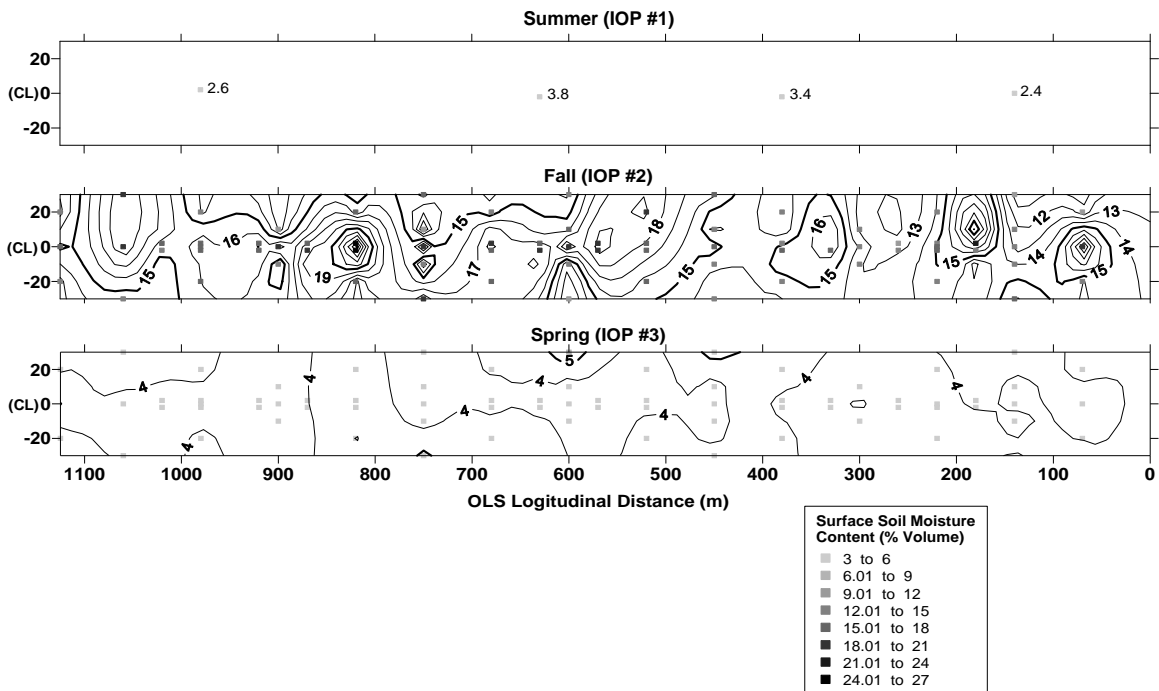 Summer (IOP #1)
20
(CL) 0
-20
2.6
3.8
3.4
2.4
Fall (IOP #2)
20
(CL) 0
-20
15
16
19
15
17
18
15
16
15
13
15
12
13
14
14
15
Spring (IOP #3)
20
(CL) 0
-20
4
4
4
4
4
5
4
4
4
1100 1000 900 800 700 600 500 400 300 200 100 0
OLS Logitudinal Distance (m)
Surface Soil Moisture
Content (% Volume)
3 to 6
6.01 to 9
9.01 to 12
12.01 to 15
15.01 to 18
18.01 to 21
21.01 to 24
24.01 to 27